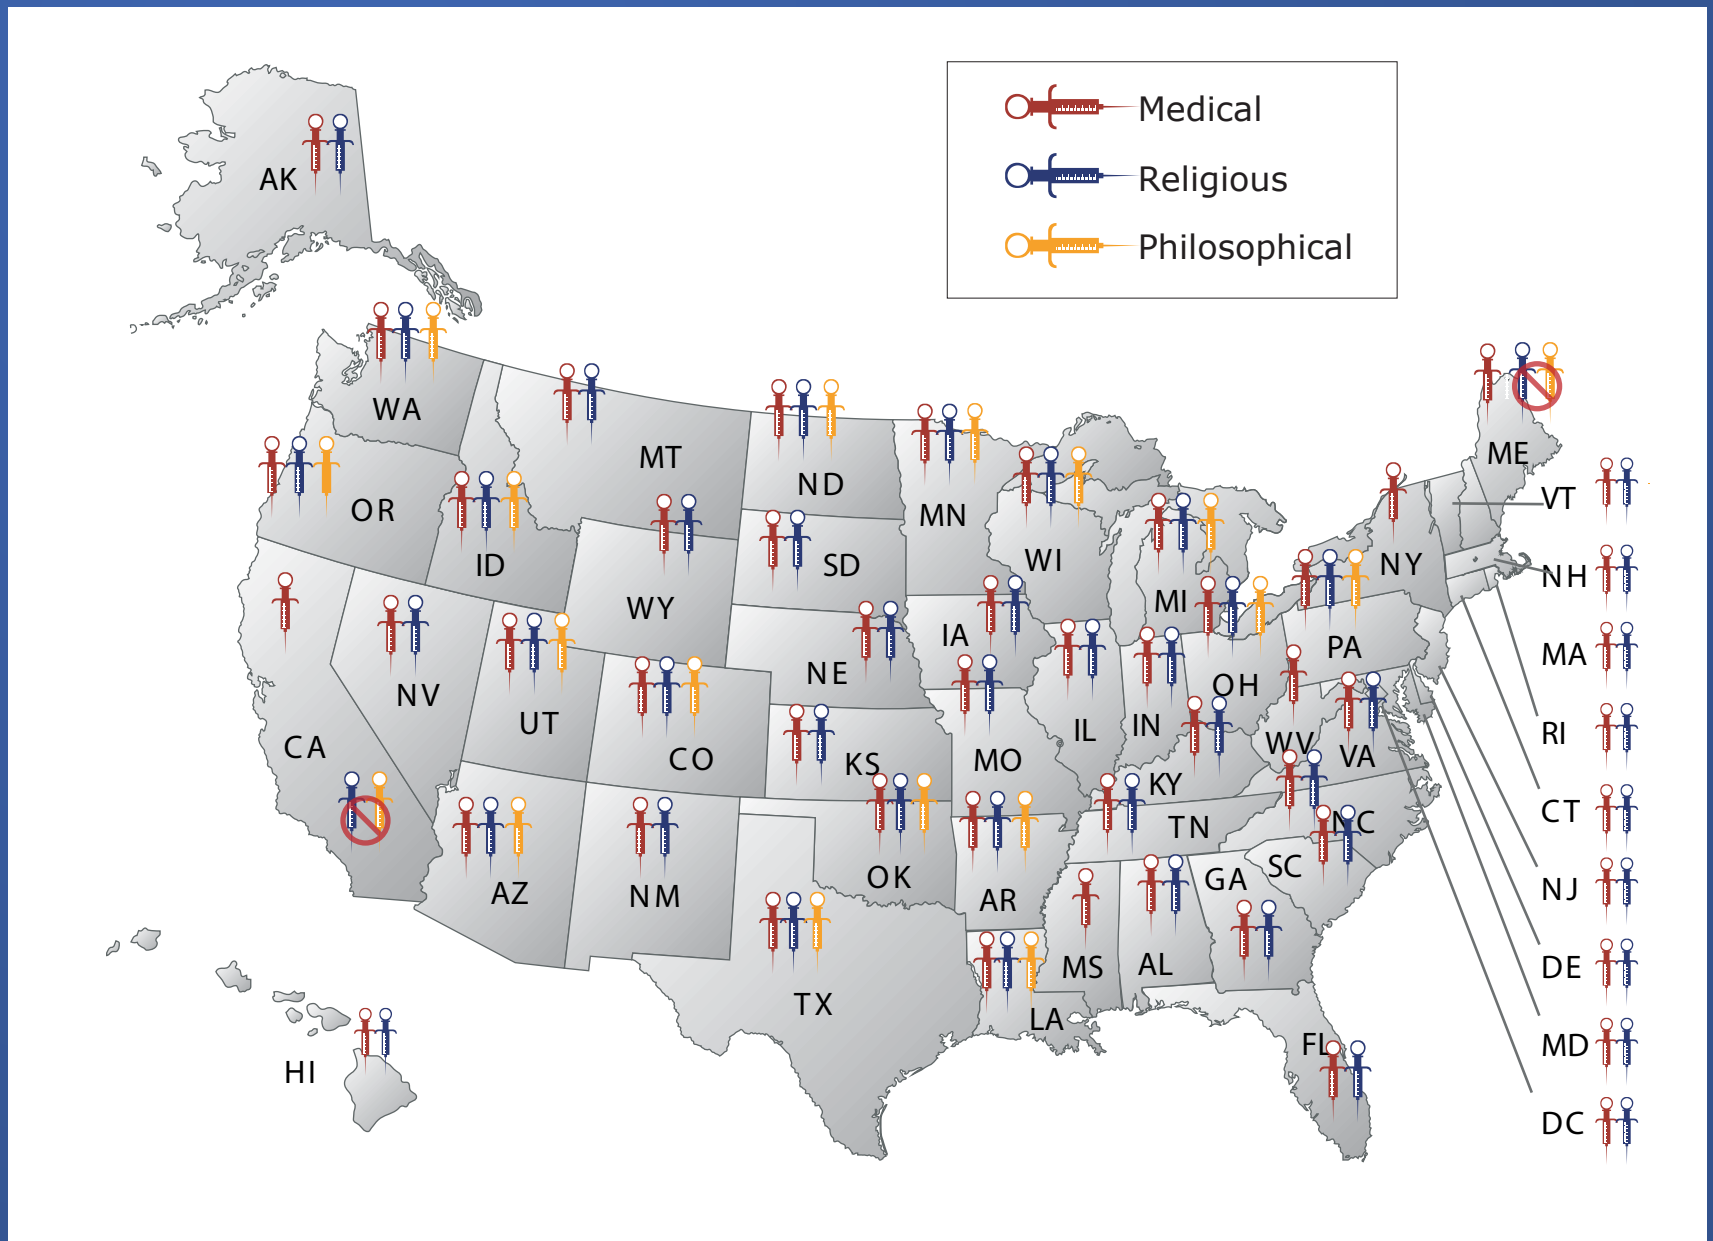 Medical
Religious
Philosophical
AK
WA
MT
ND
MN
ME
OR
ID
WY
SD
WI
MI
NY
VT
NH
MA
RI
CT
NJ
DE
MD
DC
CA
NV
UT
CO
NE
IA
KS
MO
IL
IN
OH
PA
WV
VA
KY
TN
NC
SC
AZ
NM
OK
AR
TX
LA
MS
AL
GA
FL
HI